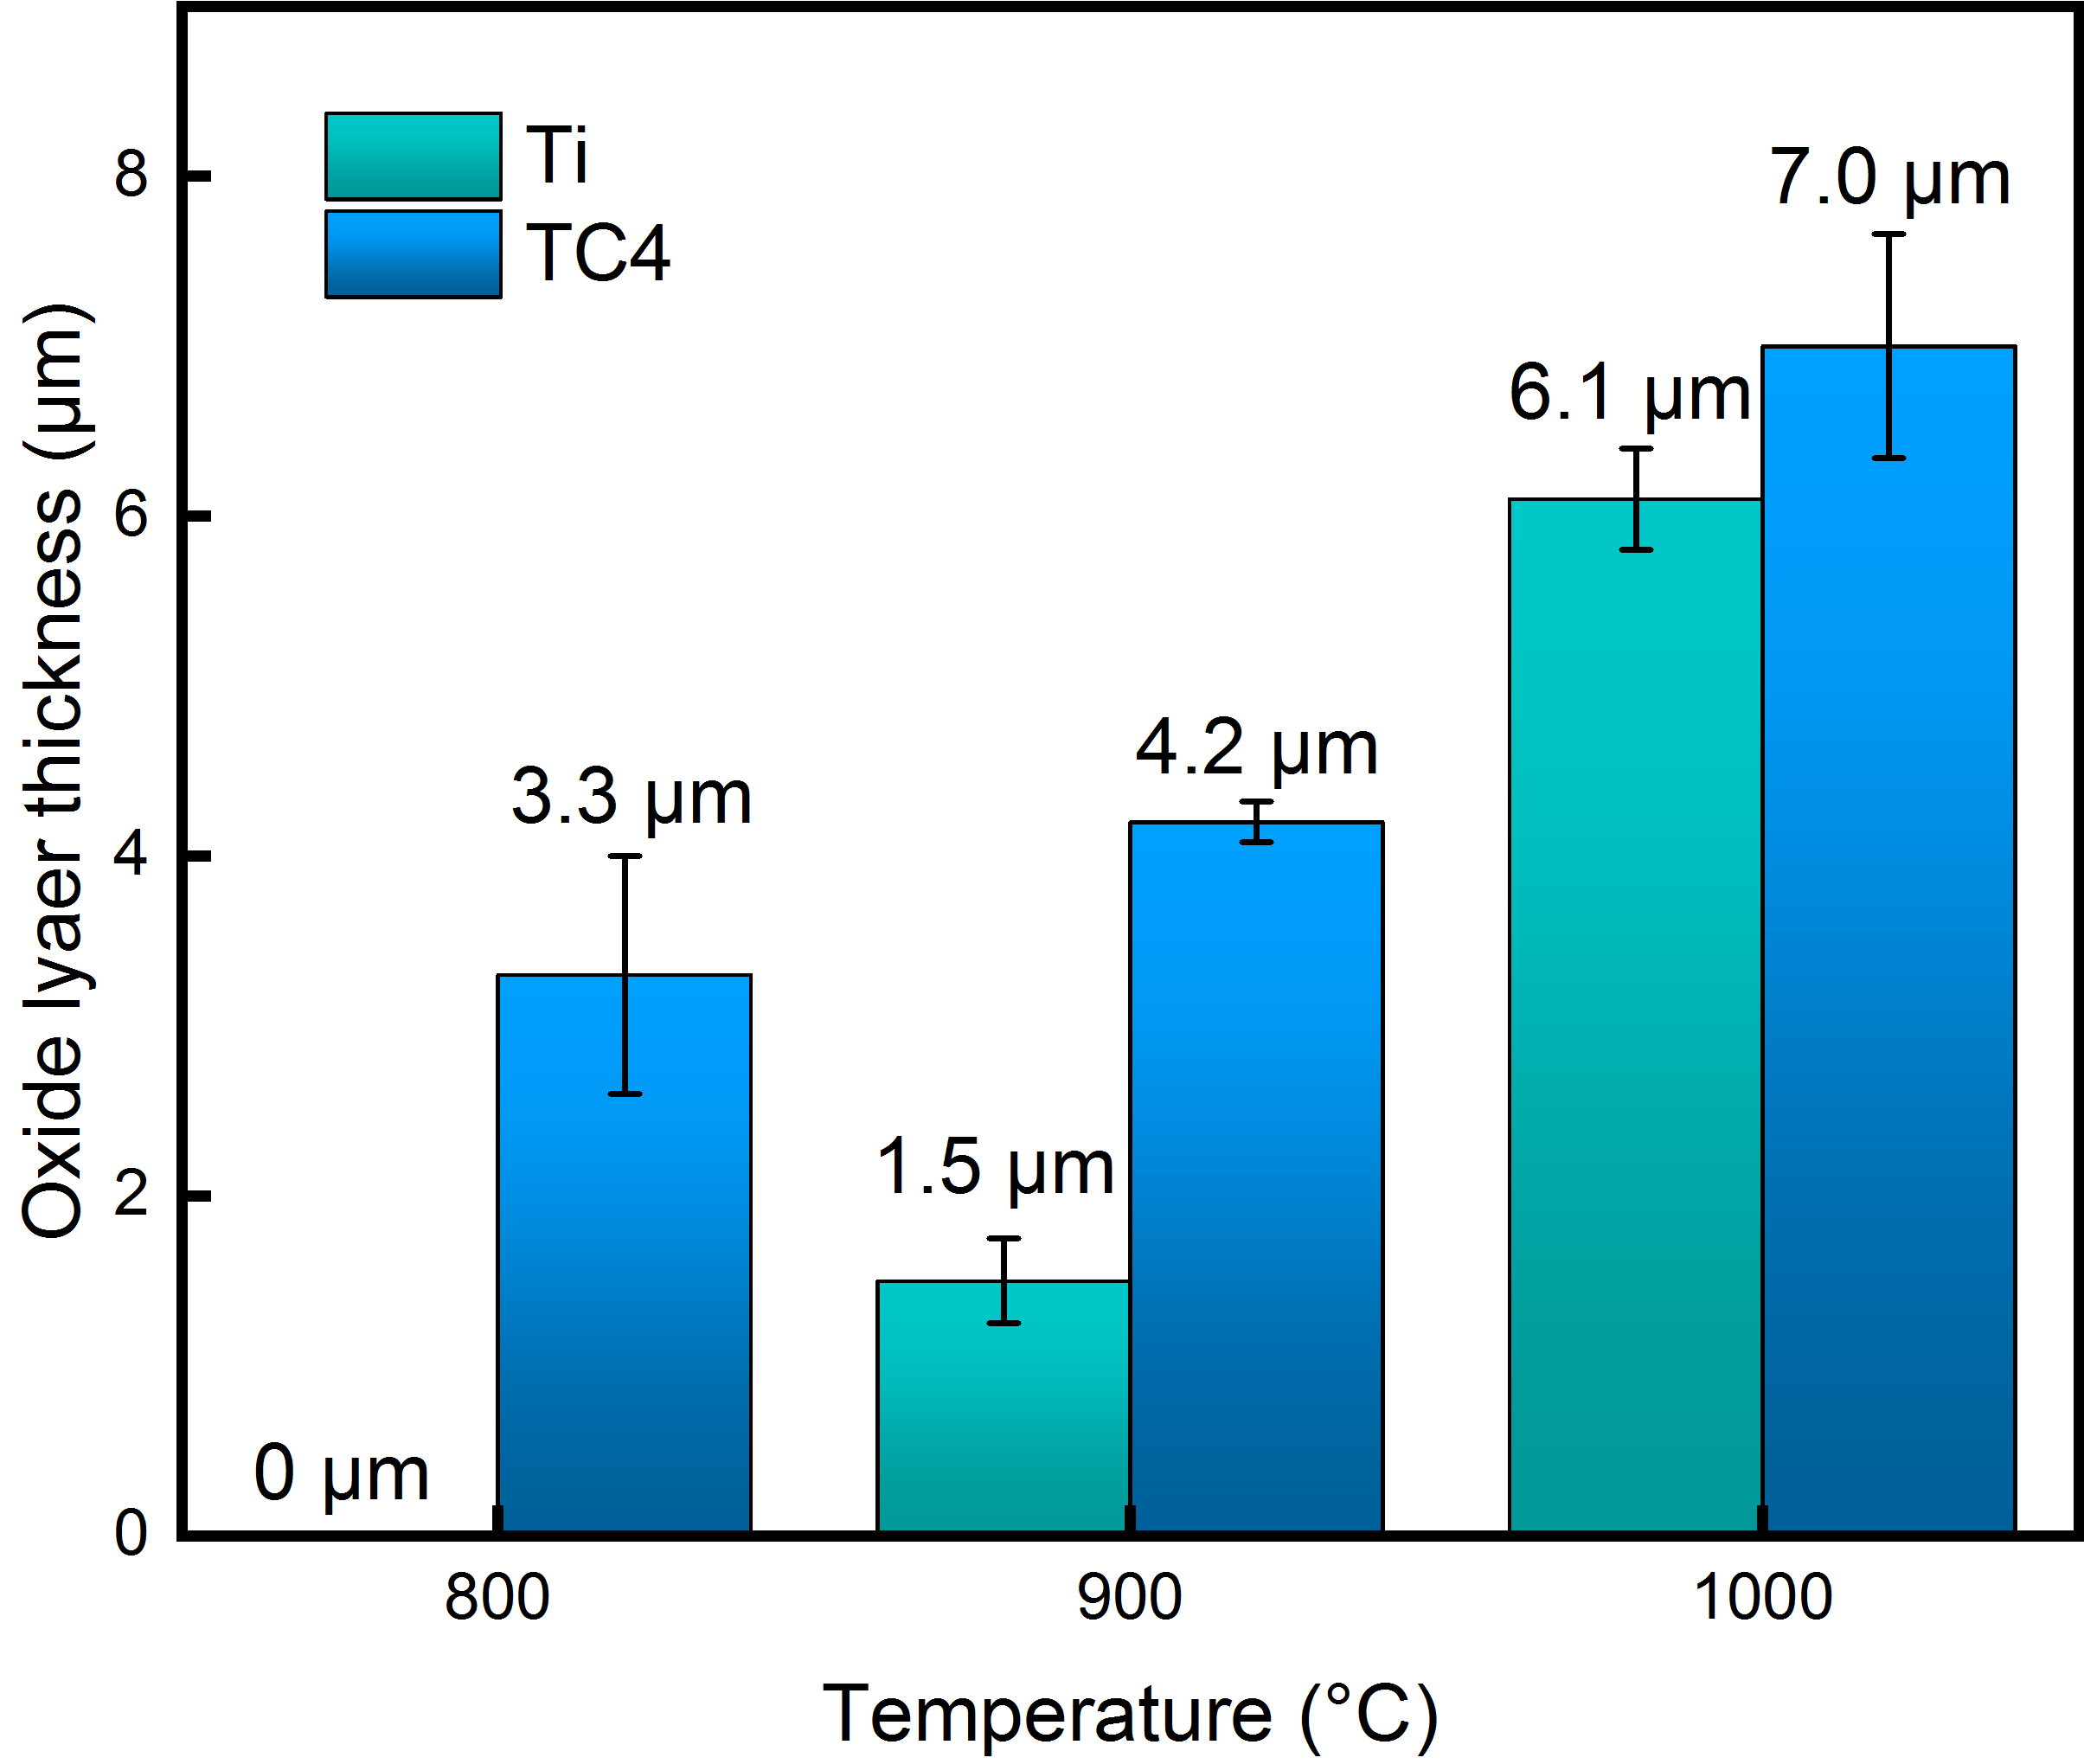 Ti
TC4
Oxide lyaer thickness (µm)
8
6
4
2
0
0 µm
3.3 µm
1.5 µm
4.2 µm
6.1 µm
7.0 µm
800
900
1000
Temperature (°C)